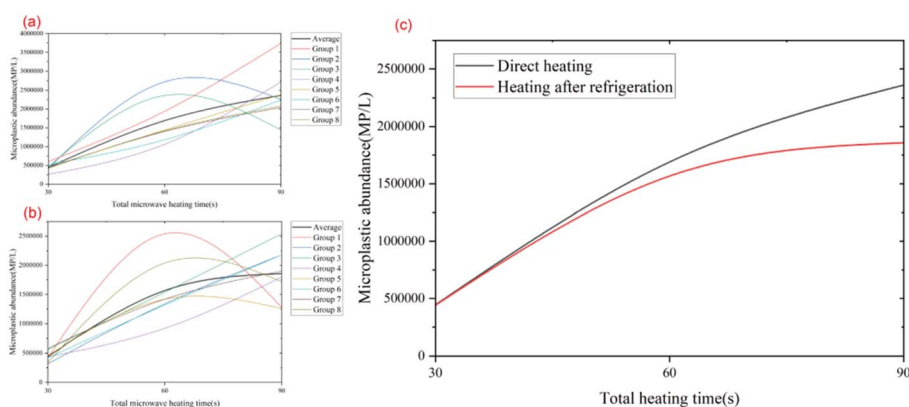 (a)
4000000
3500000
3000000
2500000
2000000
1500000
1000000
500000
0
Microplastic abundance(MP/L)
30
60
90
Total microwave heating time(s)
Average
Group 1
Group 2
Group 3
Group 4
Group 5
Group 6
Group 7
Group 8
(b)
2500000
2000000
1500000
1000000
500000
0
Microplastic abundance(MP/L)
30
60
90
Total microwave heating time(s)
Average
Group 1
Group 2
Group 3
Group 4
Group 5
Group 6
Group 7
Group 8
(c)
2500000
2000000
1500000
1000000
500000
0
Microplastic abundance(MP/L)
Direct heating
Heating after refrigeration
30
60
90
Total heating time(s)